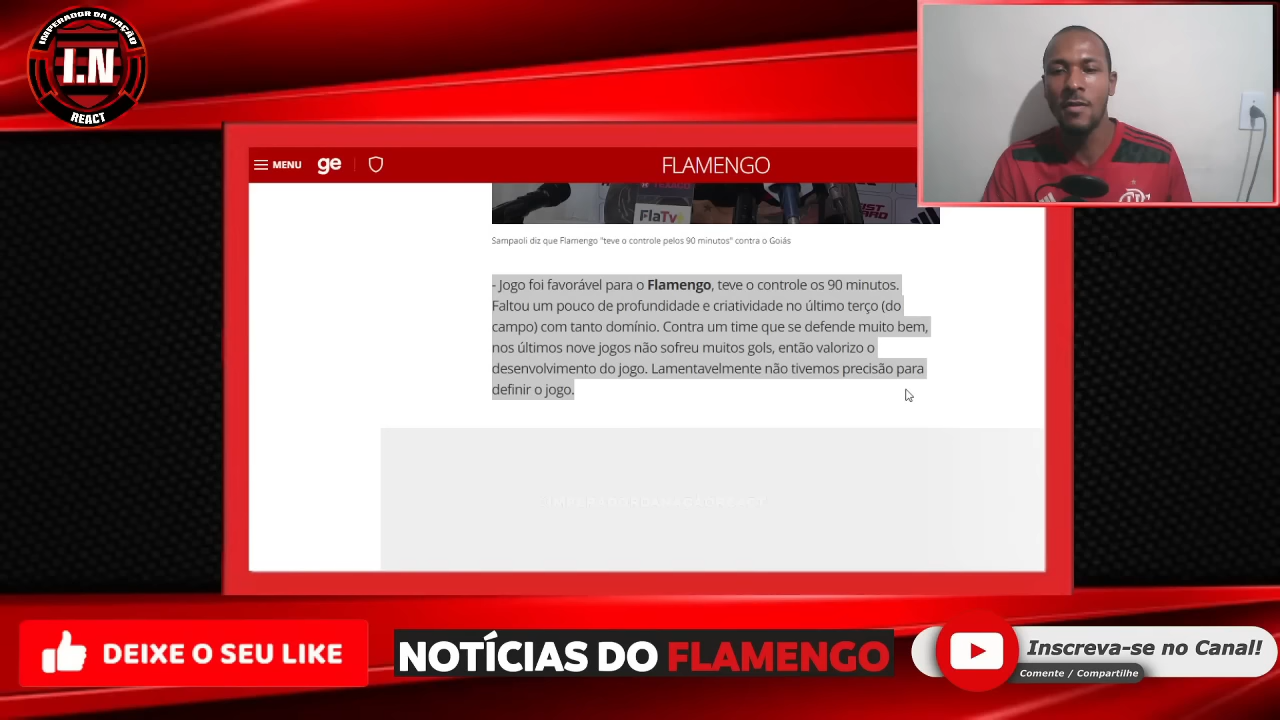 IMPERADOR DA NAÇÃO
I.N
REACT
MENU
ge
FLAMENGO
FlaTv
Sampaoli diz que Flamengo "teve o controle pelos 90 minutos" contra o Goiás
- Jogo foi favorável para o Flamengo, teve o controle os 90 minutos.
Faltou um pouco de profundidade e criatividade no último terço (do
campo) com tanto domínio. Contra um time que se defende muito bem,
nos últimos nove jogos não sofreu muitos gols, então valorizo o
desenvolvimento do jogo. Lamentavelmente não tivemos precisão para
definir o jogo.
DEIXE O SEU LIKE
NOTÍCIAS DO FLAMENGO
Inscreva-se no Canal!
Comente / Compartilhe